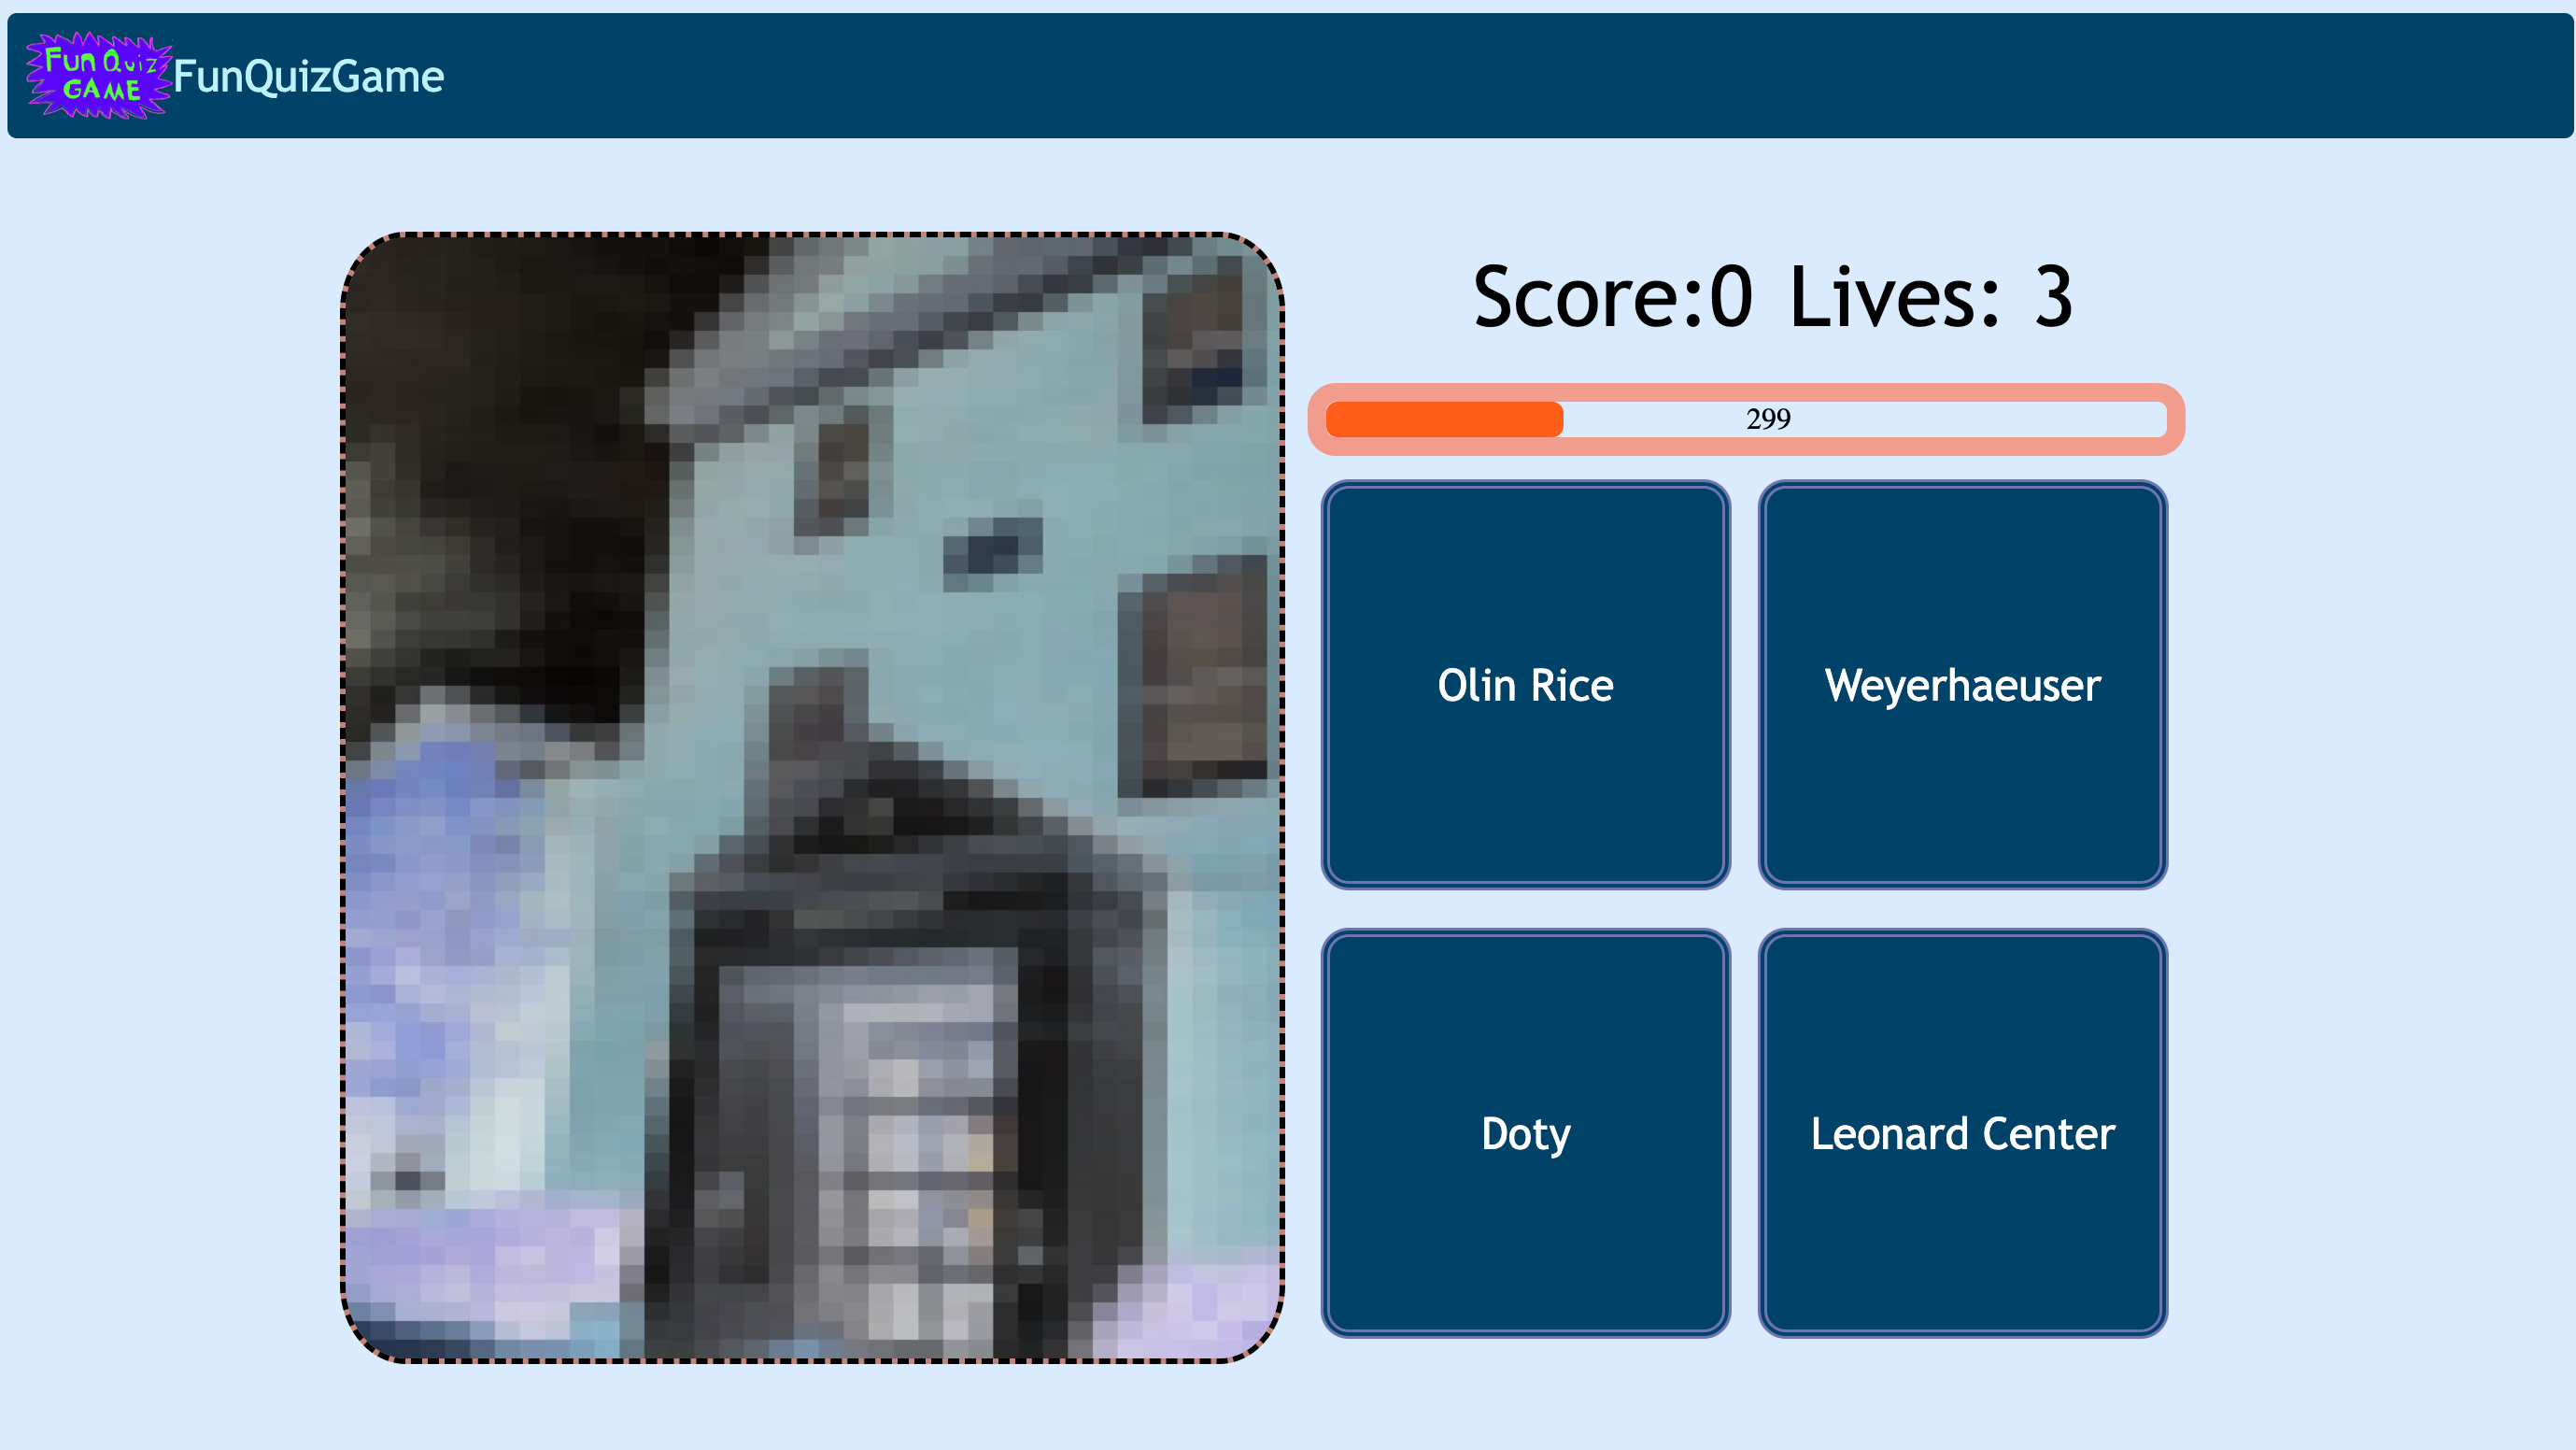 Fun Quiz
GAME
FunQuizGame
Score:0 Lives: 3
299
Olin Rice
Weyerhaeuser
Doty
Leonard Center